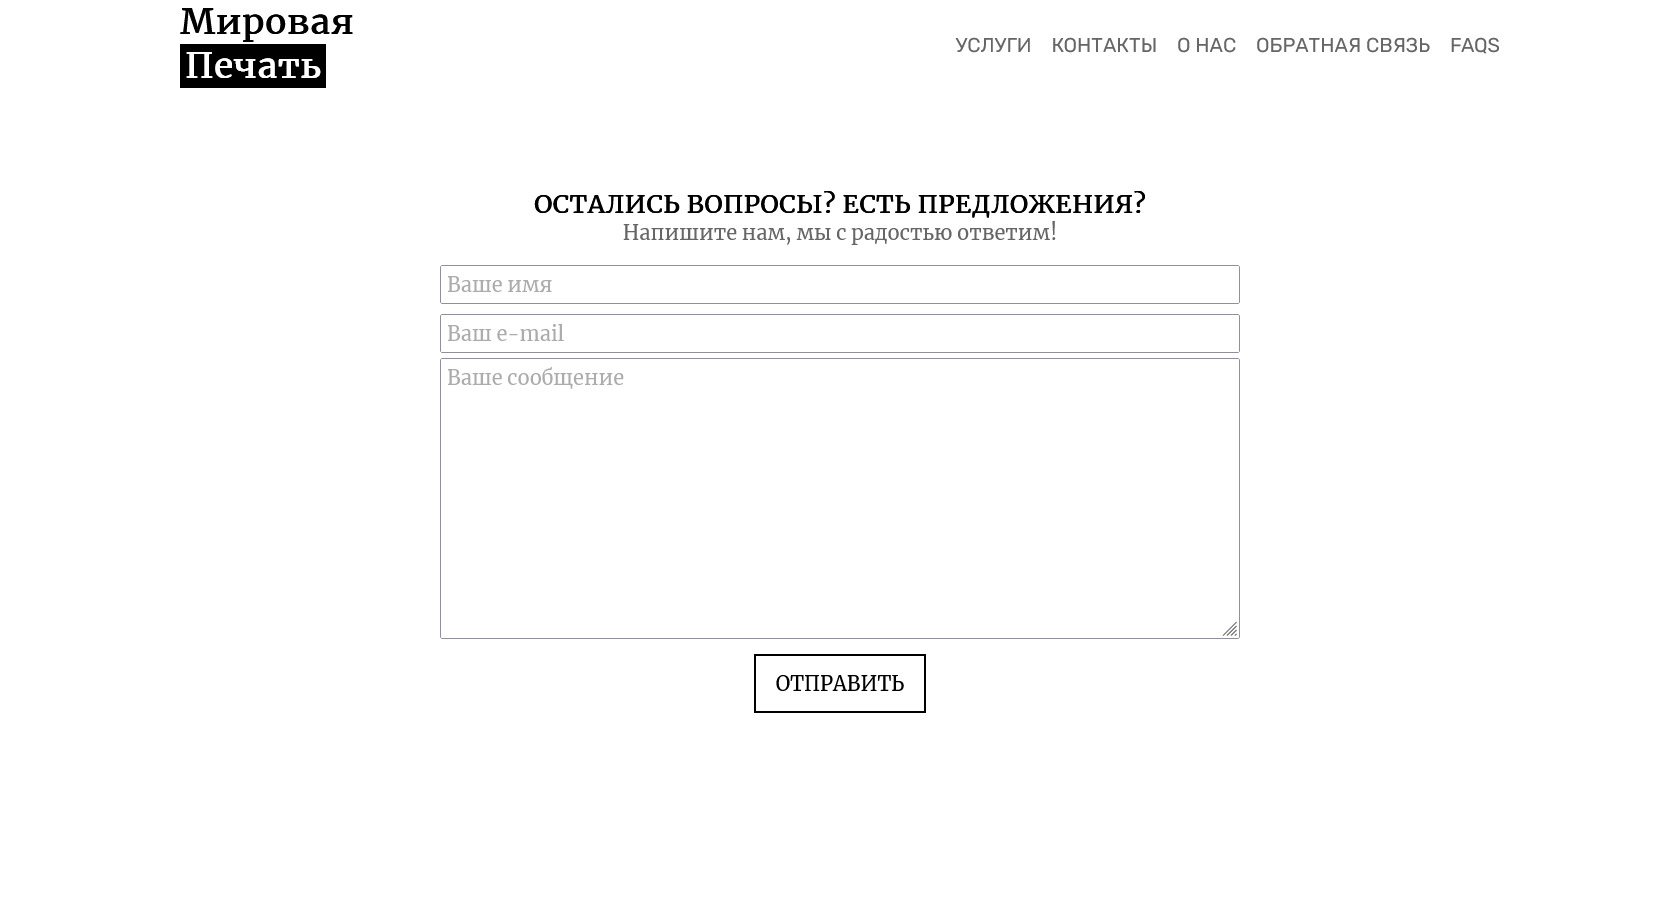 Мировая
Печать
УСЛУГИ КОНТАКТЫ О НАС ОБРАТНАЯ СВЯЗЬ FAQS
ОСТАЛИСЬ ВОПРОСЫ? ЕСТЬ ПРЕДЛОЖЕНИЯ?
Напишите нам, мы с радостью ответим!
Ваше имя
Ваш e-mail
Ваше сообщение
ОТПРАВИТЬ